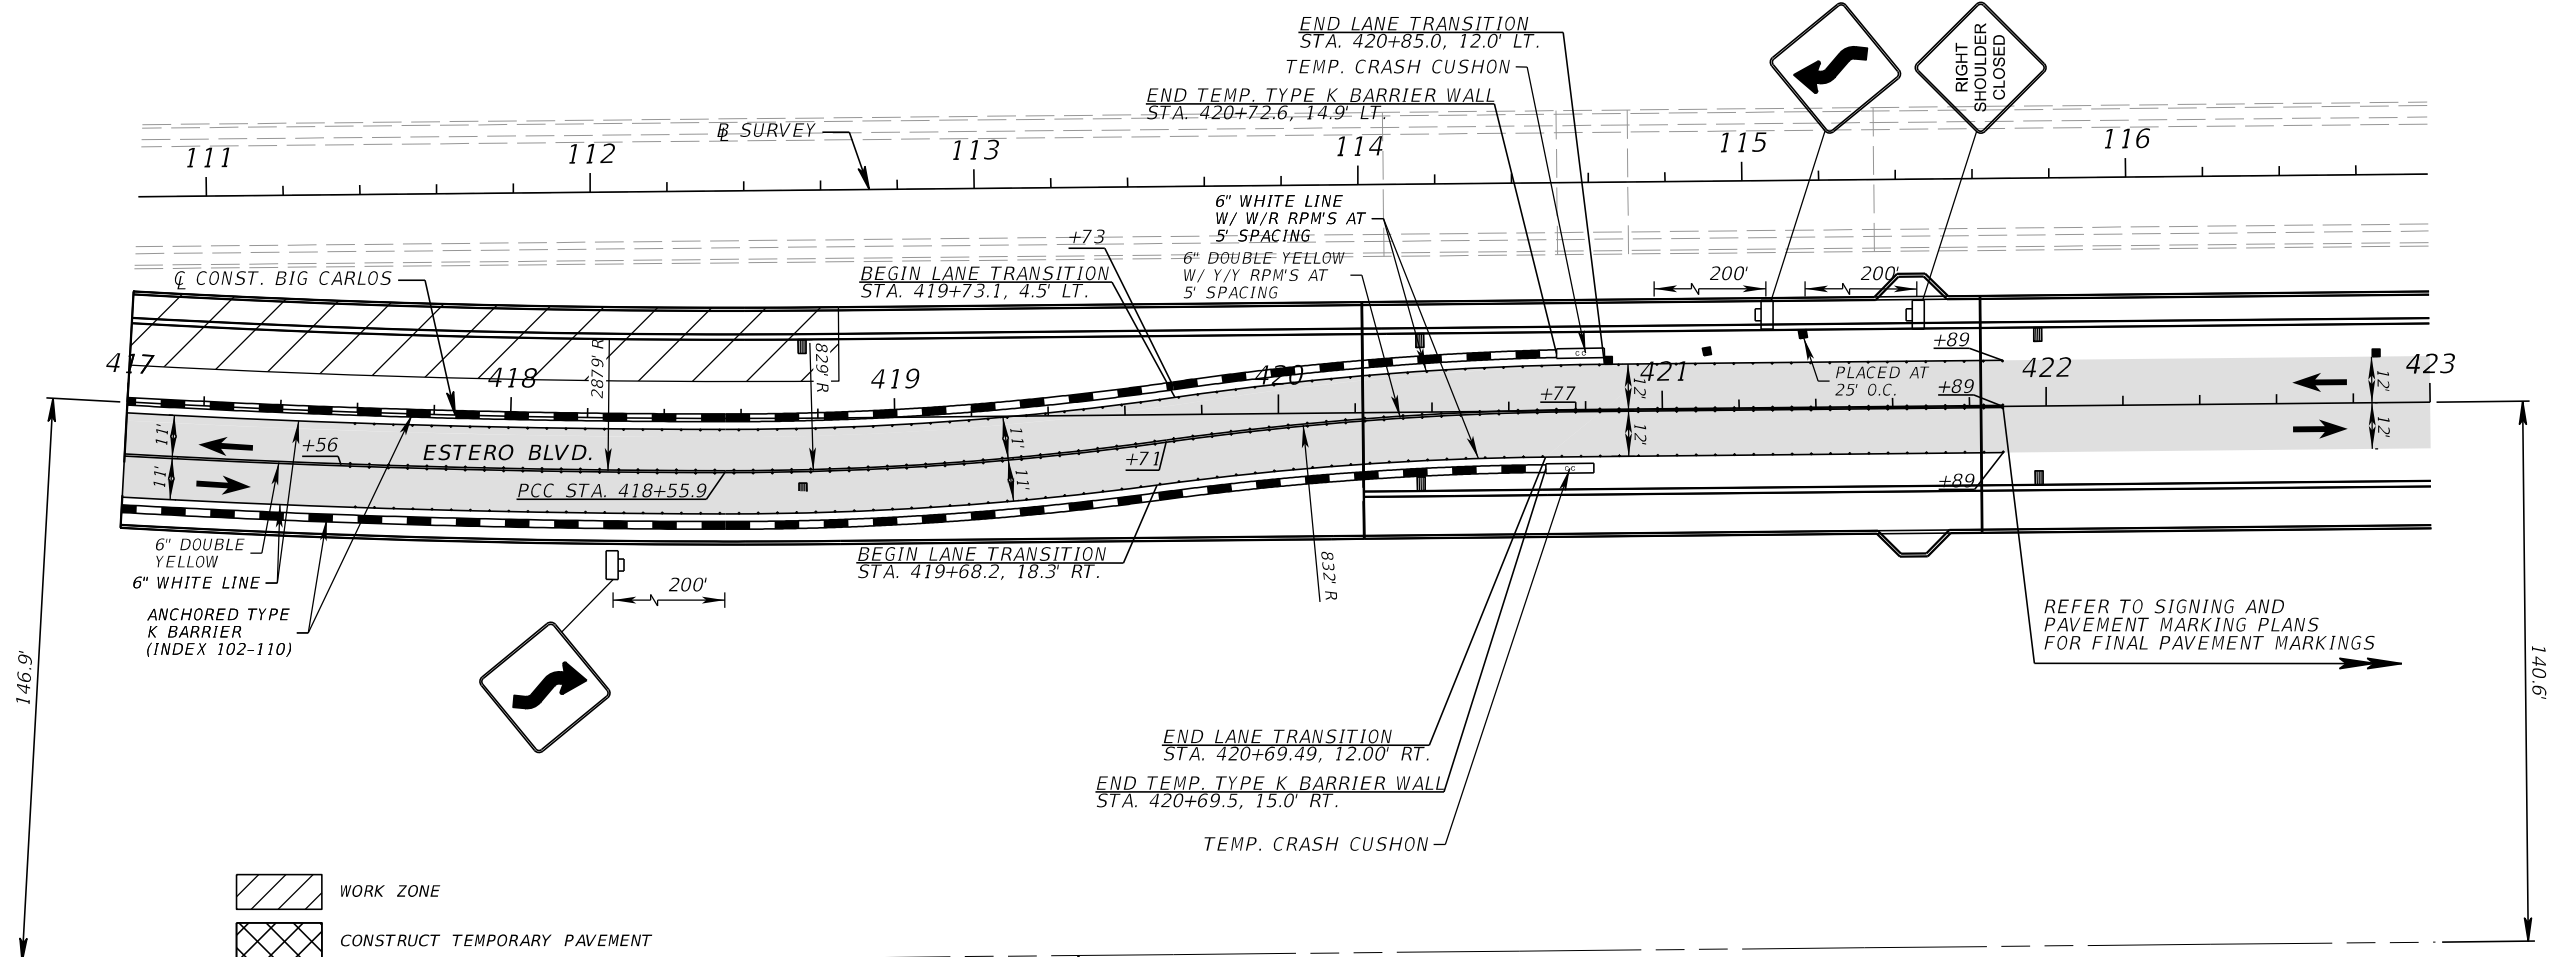 END LANE TRANSITION
STA. 420+85.0, 12.0' LT.
TEMP. CRASH CUSHON
END TEMP. TYPE K BARRIER WALL
STA. 420+72.6, 14.9' LT.
RIGHT
SHOULDER
CLOSED
BL SURVEY
111
112
113
114
115
116
6" WHITE LINE
W/ W/R RPM'S AT
5' SPACING
+73
6" DOUBLE YELLOW
W/ Y/Y RPM'S AT
5' SPACING
CL CONST. BIG CARLOS
BEGIN LANE TRANSITION
STA. 419+73.1, 4.5' LT.
200'
200'
417
418
419
420
421
422
423
2879' R
829' R
+89
PLACED AT
25' O.C.
+89
+77
12'
12'
12'
12'
11'
11'
+56
ESTERO BLVD.
11'
11'
+71
PCC STA. 418+55.9
+89
6" DOUBLE
YELLOW
6" WHITE LINE
BEGIN LANE TRANSITION
STA. 419+68.2, 18.3' RT.
832' R
200'
ANCHORED TYPE
K BARRIER
(INDEX 102-110)
REFER TO SIGNING AND
PAVEMENT MARKING PLANS
FOR FINAL PAVEMENT MARKINGS
146.9'
140.6'
END LANE TRANSITION
STA. 420+69.49, 12.00' RT.
END TEMP. TYPE K BARRIER WALL
STA. 420+69.5, 15.0' RT.
TEMP. CRASH CUSHON
WORK ZONE
CONSTRUCT TEMPORARY PAVEMENT